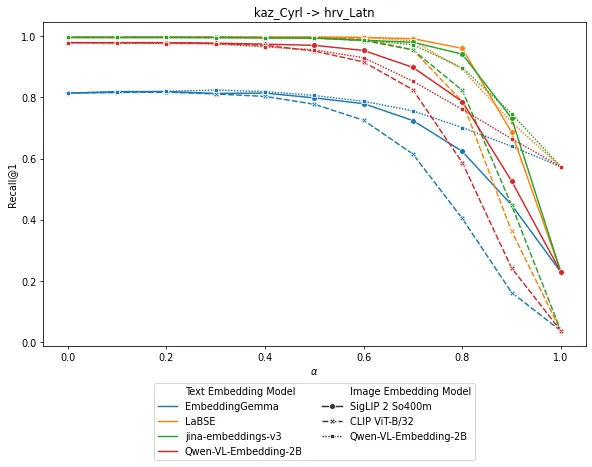 kaz_Cyrl -> hrv_Latn
Recall@1
1.0
0.8
0.6
0.4
0.2
0.0
0.0 0.2 0.4 0.6 0.8 1.0
α
Text Embedding Model
EmbeddingGemma
LaBSE
jina-embeddings-v3
Qwen-VL-Embedding-2B
Image Embedding Model
SigLIP 2 So400m
CLIP ViT-B/32
Qwen-VL-Embedding-2B